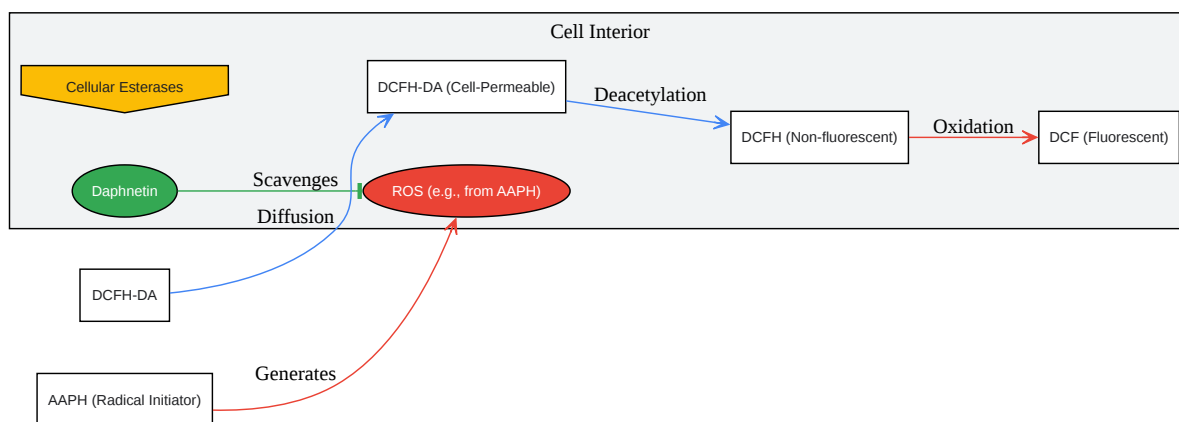 Cell Interior
Cellular Esterases
DCFH-DA (Cell-Permeable)
Deacetylation
DCFH (Non-fluorescent)
Oxidation
DCF (Fluorescent)
Daphnetin
Scavenges
ROS (e.g., from AAPH)
Diffusion
DCFH-DA
Generates
AAPH (Radical Initiator)